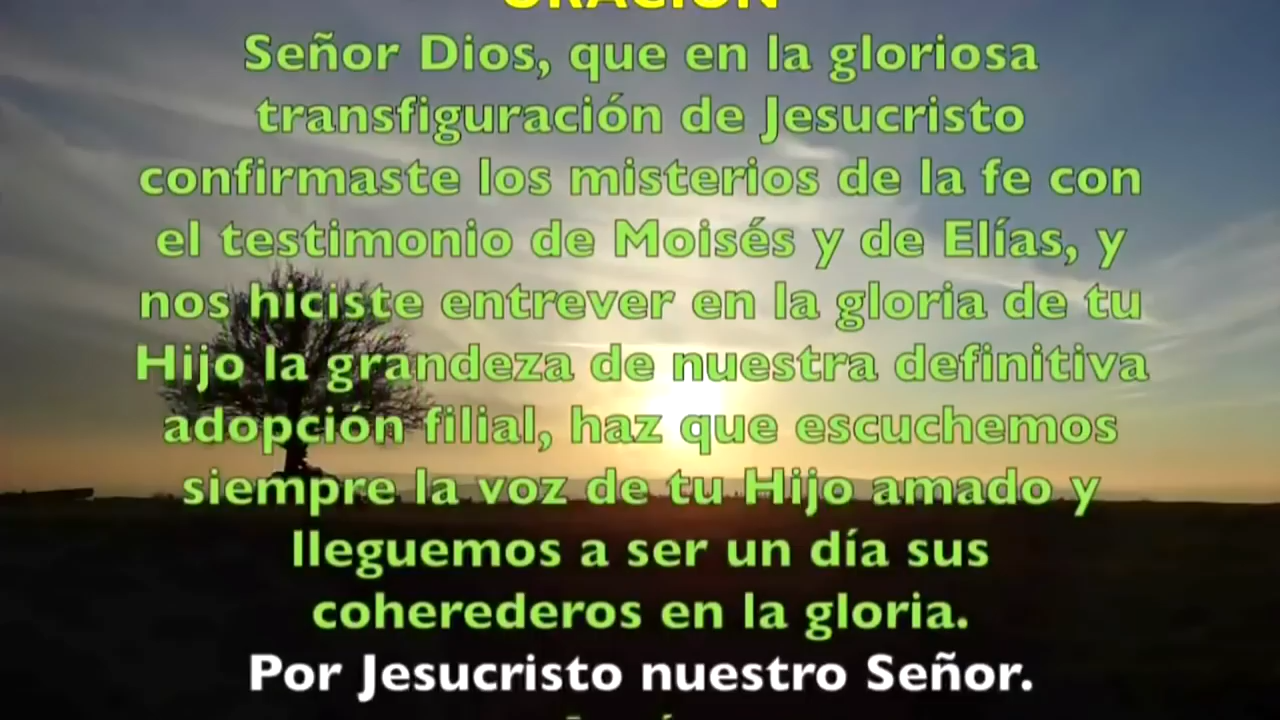 ORACIÓN
Señor Dios, que en la gloriosa
transfiguración de Jesucristo
confirmaste los misterios de la fe con
el testimonio de Moisés y de Elías, y
nos hiciste entrever en la gloria de tu
Hijo la grandeza de nuestra definitiva
adopción filial, haz que escuchemos
siempre la voz de tu Hijo amado y
lleguemos a ser un día sus
coherederos en la gloria.
Por Jesucristo nuestro Señor.